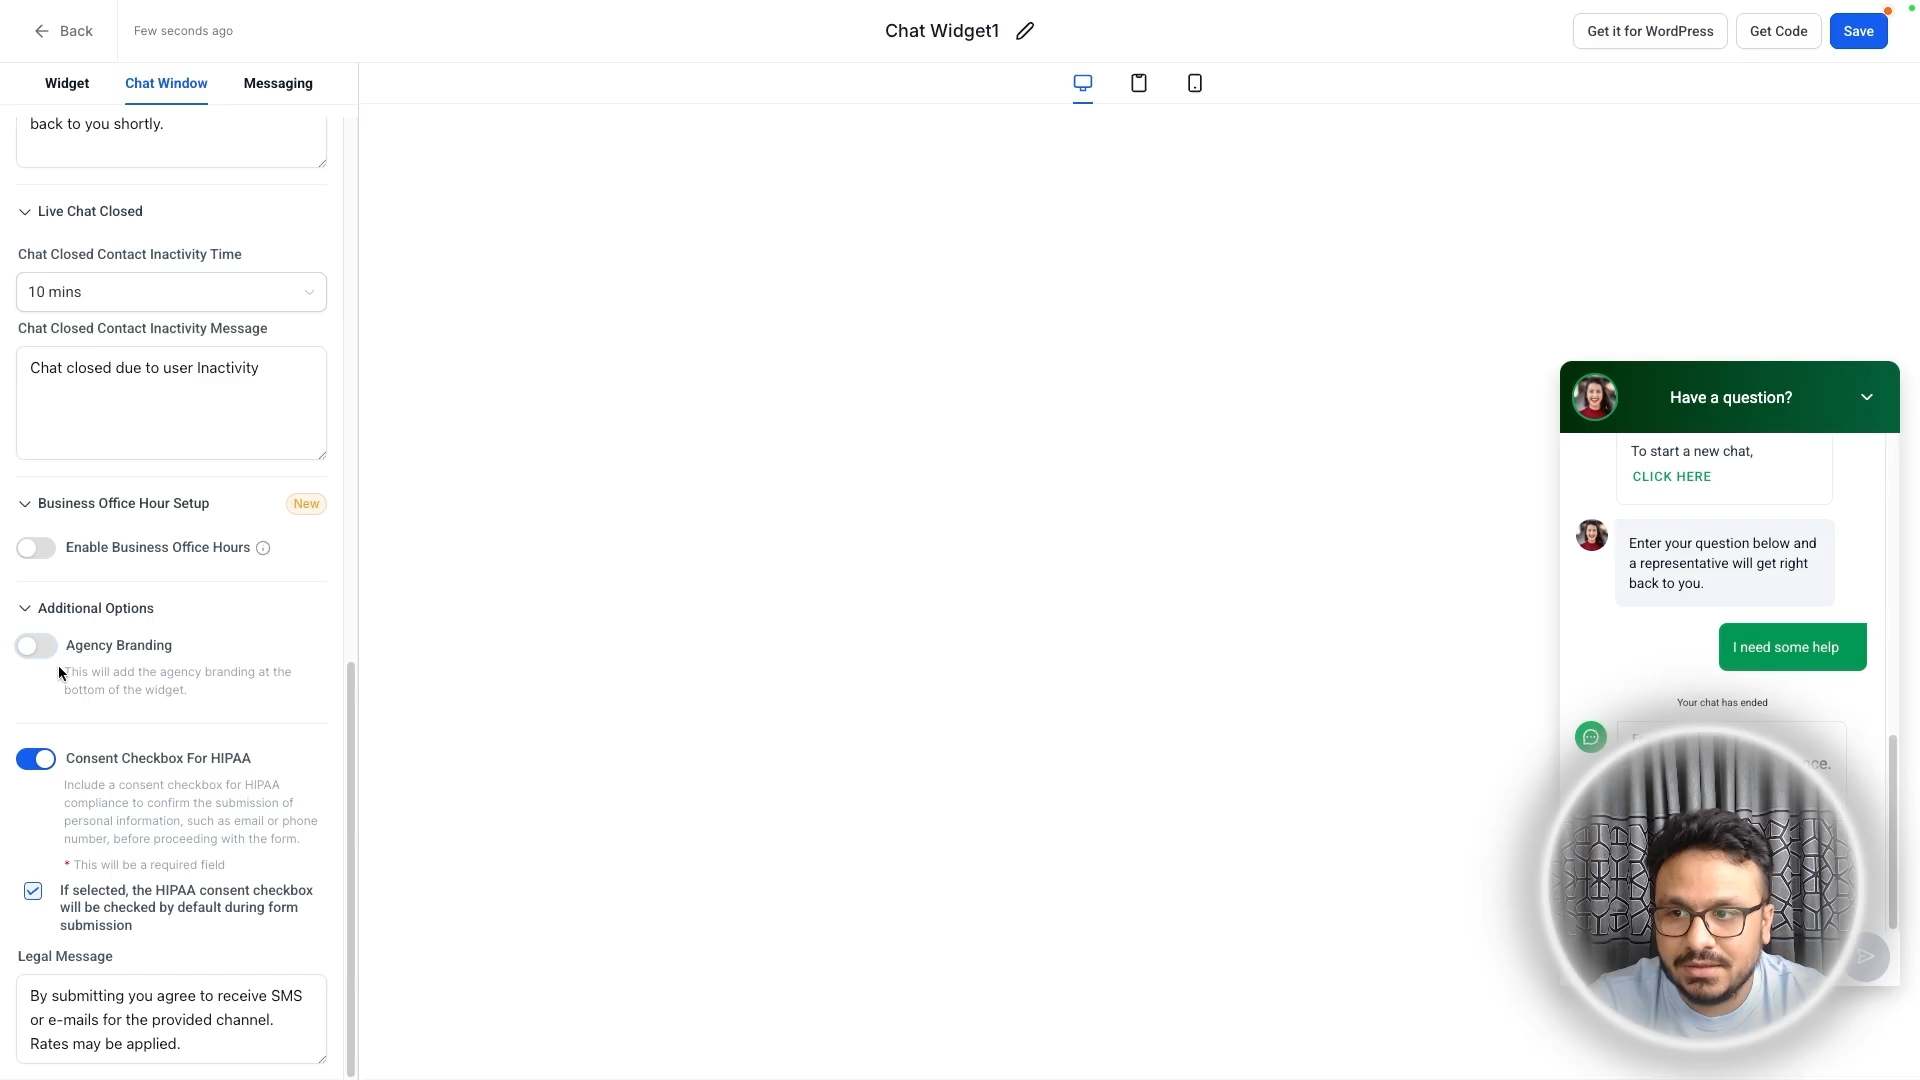 Back
Few seconds ago
Chat Widget1
Get it for WordPress
Get Code
Save
Widget
Chat Window
Messaging
back to you shortly.
Live Chat Closed
Chat Closed Contact Inactivity Time
10 mins
Chat Closed Contact Inactivity Message
Chat closed due to user Inactivity
Business Office Hour Setup
New
Enable Business Office Hours
Additional Options
Agency Branding
This will add the agency branding at the
bottom of the widget.
Consent Checkbox For HIPAA
Include a consent checkbox for HIPAA
compliance to confirm the submission of
personal information, such as email or phone
number, before proceeding with the form.
* This will be a required field
If selected, the HIPAA consent checkbox
will be checked by default during form
submission
Legal Message
By submitting you agree to receive SMS
or e-mails for the provided channel.
Rates may be applied.
Have a question?
To start a new chat,
CLICK HERE
Enter your question below and
a representative will get right
back to you.
I need some help
Your chat has ended